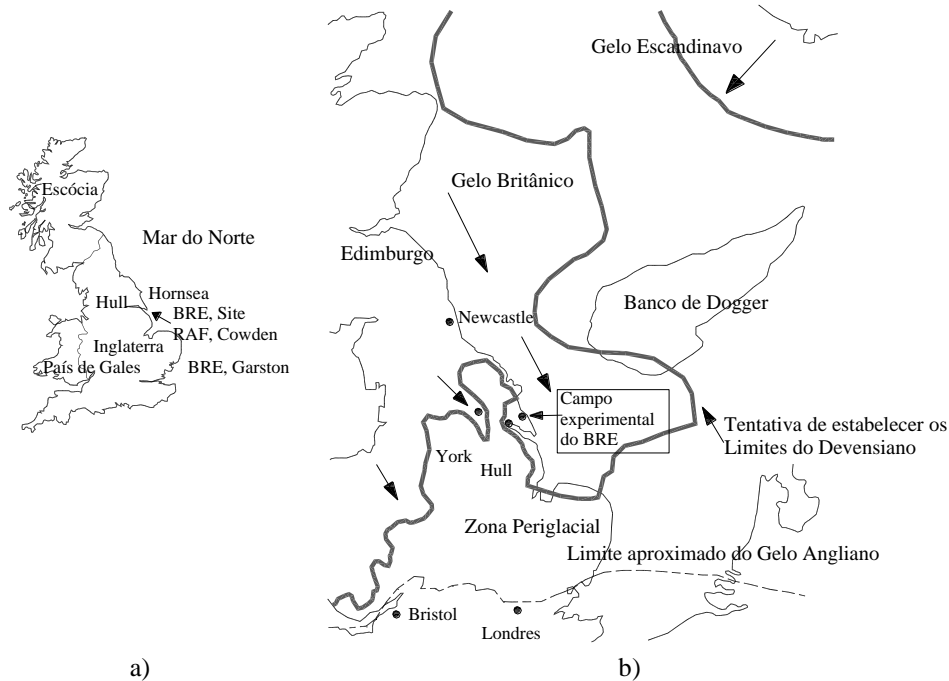 Escócia
Mar do Norte
Hull
Hornsea
BRE, Site
RAF, Cowden
Inglaterra
País de Gales
BRE, Garston
a)
Gelo Escandinavo
Gelo Britânico
Edimburgo
Banco de Dogger
Newcastle
Campo
experimental
do BRE
Tentativa de estabelecer os
Limites do Devensiano
York
Hull
Zona Periglacial
Limite aproximado do Gelo Angliano
Bristol
Londres
b)